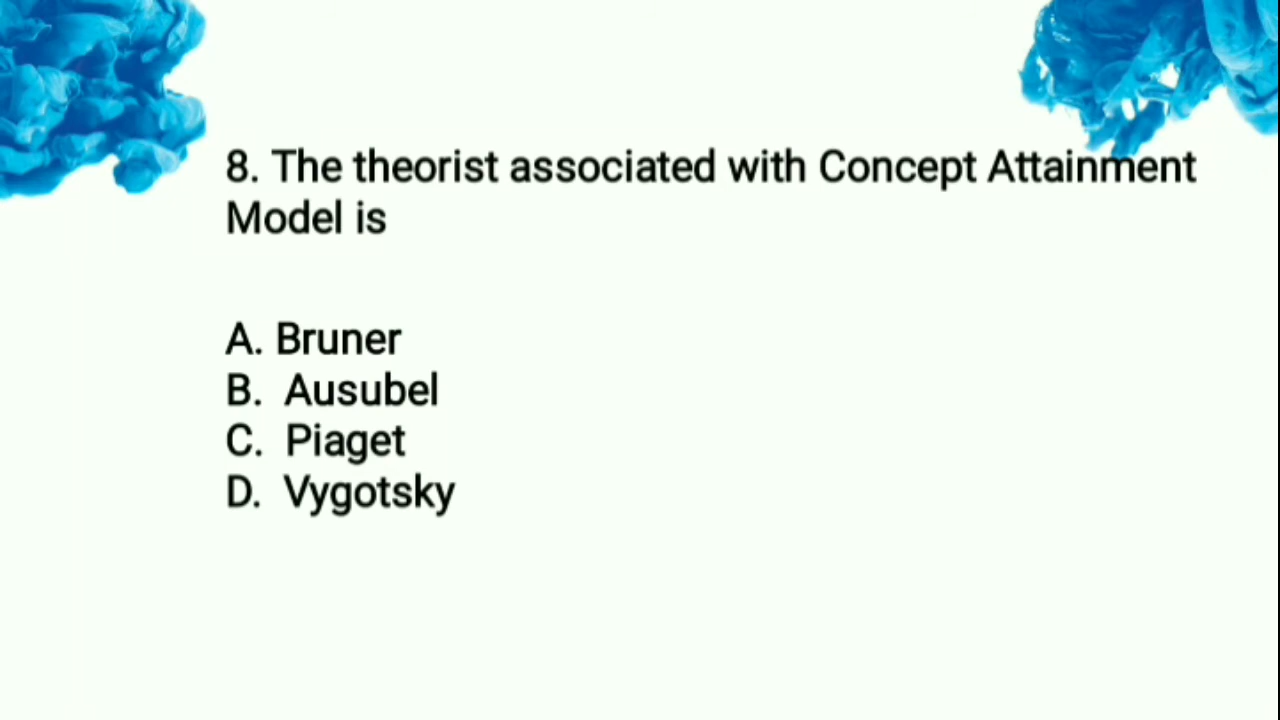 8. The theorist associated with Concept Attainment
Model is
A. Bruner
B. Ausubel
C. Piaget
D. Vygotsky